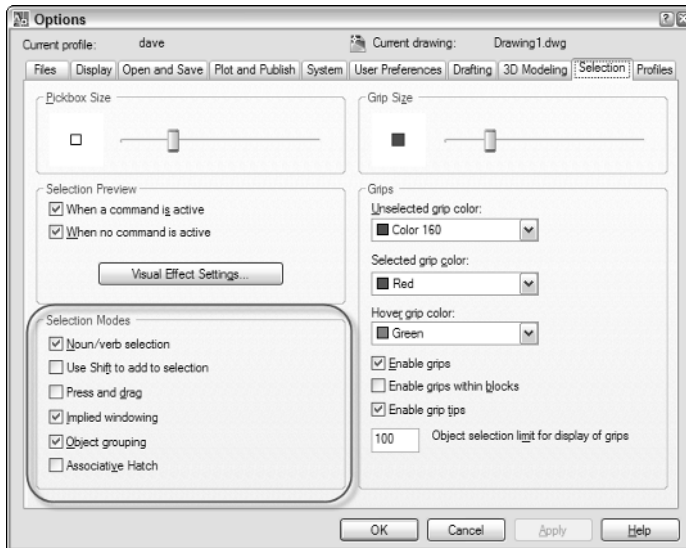 Options
Current profile: dave Current drawing: Drawing1.dwg
Files Display Open and Save Plot and Publish System User Preferences Drafting 3D Modeling Selection Profiles
Pickbox Size
Grip Size
Selection Preview
When a command is active
When no command is active
Visual Effect Settings...
Selection Modes
Noun/verb selection
Use Shift to add to selection
Press and drag
Implied windowing
Object grouping
Associative Hatch
Grips
Unselected grip color:
Color 160
Selected grip color:
Red
Hover grip color:
Green
Enable grips
Enable grips within blocks
Enable grip tips
100 Object selection limit for display of grips
OK Cancel Apply Help